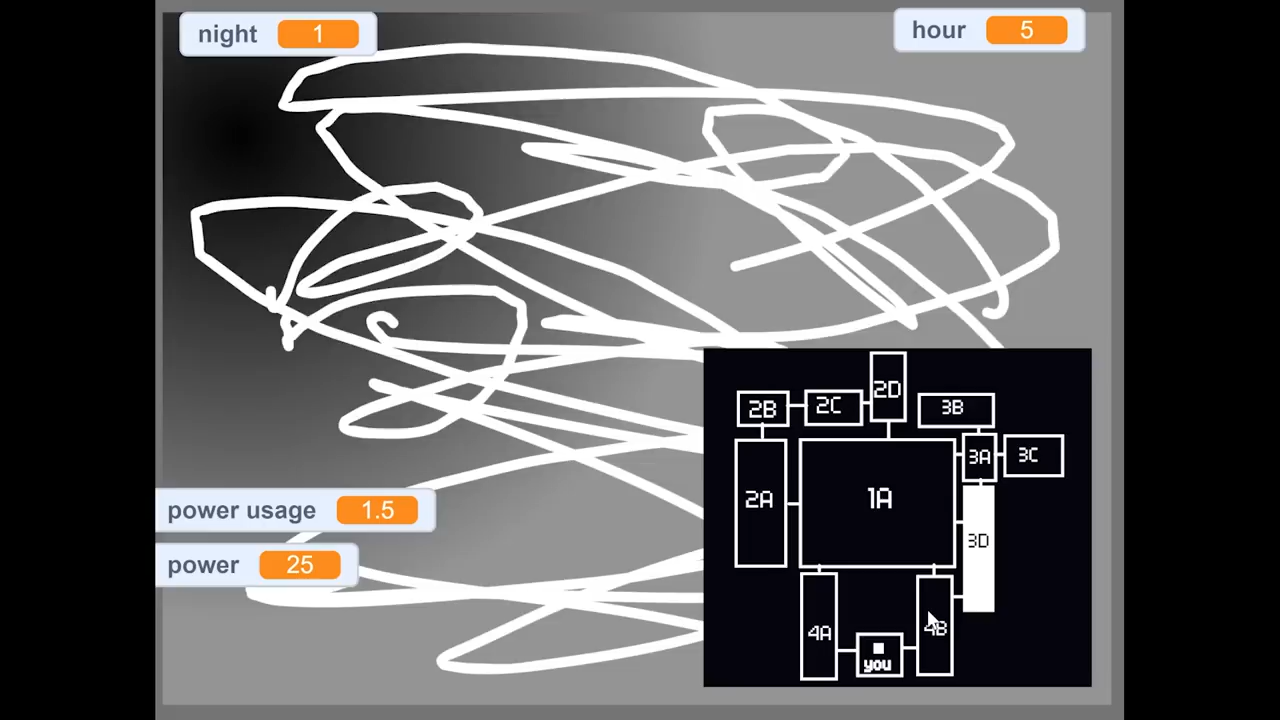 night 1
hour 5
2D
2B 2C 3B
3A 3C
2A 1A
3D
power usage 1.5
power 25
4A 4B
you